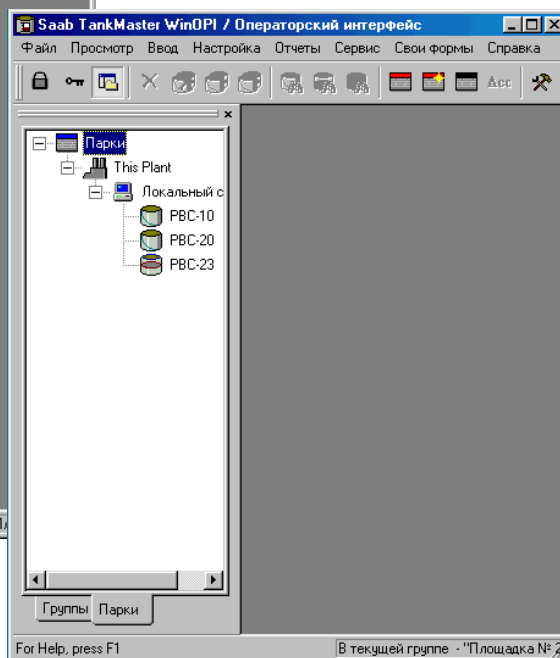 Saab TankMaster WinOPI / Операторский интерфейс
Файл Просмотр Ввод Настройка Отчеты Сервис Свои формы Справка
Acc
Парки
This Plant
Локальный с
РВС-10
РВС-20
РВС-23
Группы Парки
For Help, press F1 В текущей группе - "Площадка № 2